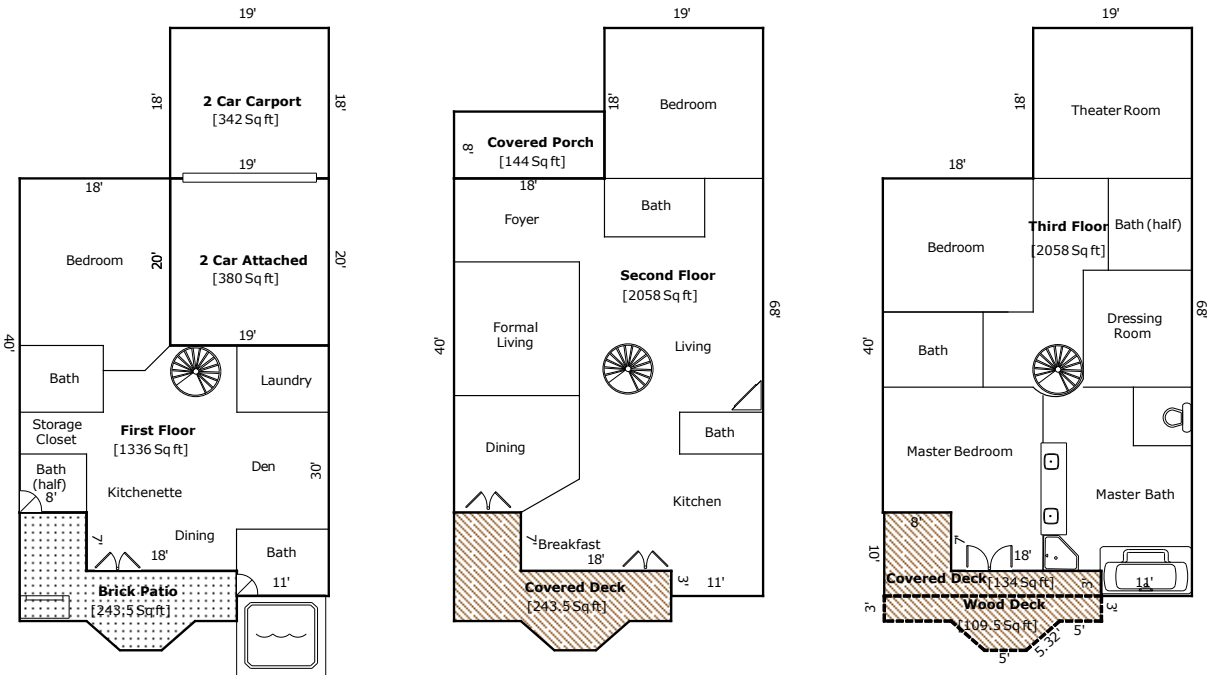 19'
18'
2 Car Carport
[342 Sq ft]
18'
19'
18'
Bedroom
20'
2 Car Attached
[380 Sq ft]
20'
19'
40'
Bath
Laundry
Storage
Closet
First Floor
[1336 Sq ft]
Den
30'
Bath
(half)
8'
Kitchenette
Dining
7'
18'
Bath
11'
Brick Patio
[243.5 Sq ft]
19'
18'
Bedroom
8'
Covered Porch
[144 Sq ft]
18'
Foyer
Bath
Second Floor
[2058 Sq ft]
68'
Formal
Living
Living
40'
Dining
Bath
Kitchen
7'
Breakfast
18'
3'
11'
Covered Deck
[243.5 Sq ft]
19'
18'
Theater Room
18'
Bedroom
Third Floor
[2058 Sq ft]
Bath (half)
68'
Dressing
Room
40'
Bath
Master Bedroom
Master Bath
8'
7'
18'
10'
Covered Deck [134 Sq ft]
3'
11'
3'
Wood Deck
[109.5 Sq ft]
3'
5'
5.32'
5'